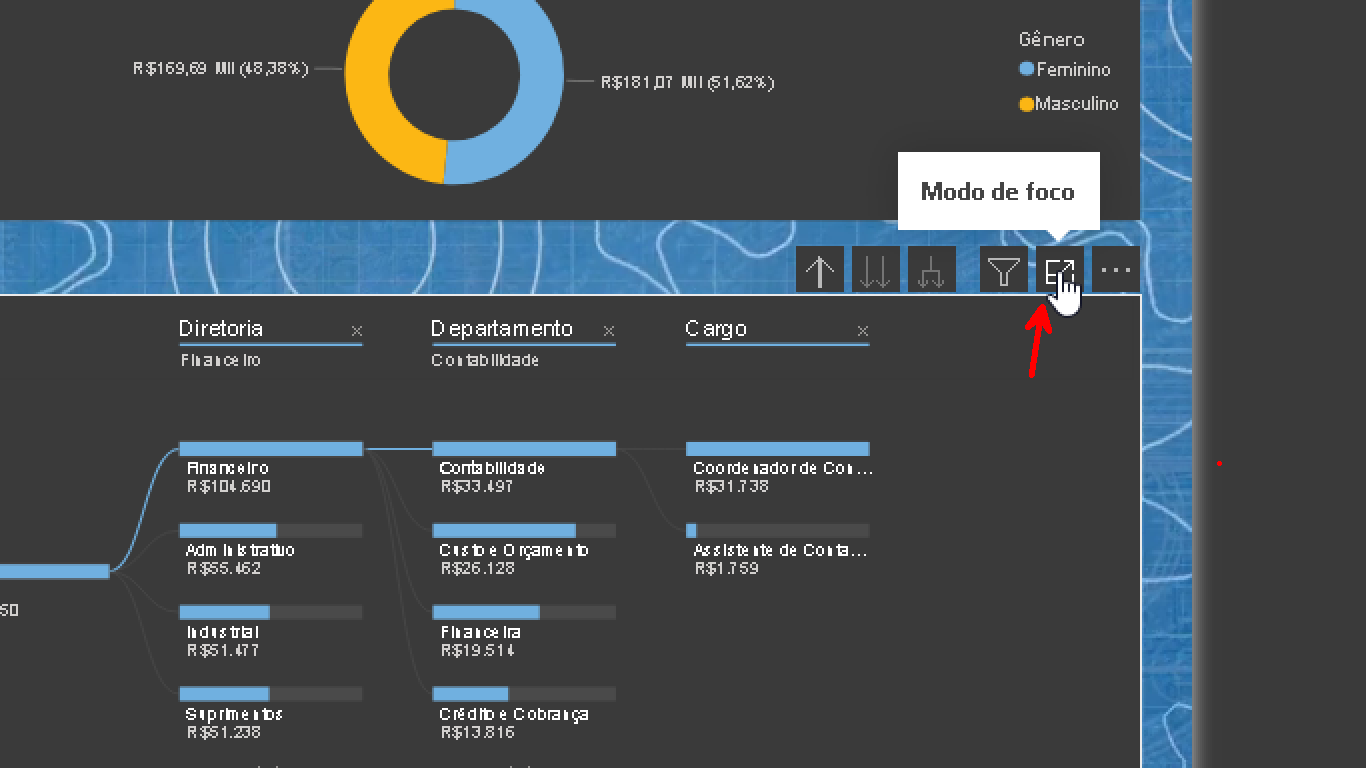 Gênero
R$169,69 Mil (48,38%)
Feminino
R$181,07 Mil (51,62%)
Masculino
Modo de foco
Diretoria
Departamento
Cargo
Financeiro
Contabilidade
Financeiro
R$104.690
Contabilidade
R$33.497
Coordenador de Con...
R$31.738
Administrativo
R$55.462
Custo e Orçamento
R$26.128
Assistente de Conta...
R$1.759
50
Industrial
R$51.477
Financeira
R$19.514
Suprimentos
R$51.238
Crédito e Cobrança
R$13.816